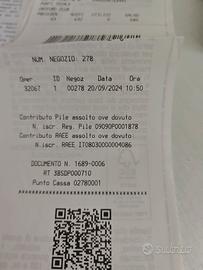 NUM. NEGOZIO: 278
Oper I Negoz Data Ora
32067 1 00278 20/09/2024 10:50
Contributo Pile assolto ove dovuto
N. iscr. Reg. Pile 09090P0001878
Contributo RAEE assolto ove dovuto
N. iscr. RAEE IT08030000004086
DOCUMENTO N. 1689-0006
RT 3BSDP000710
Punto Cassa 02780001
subito